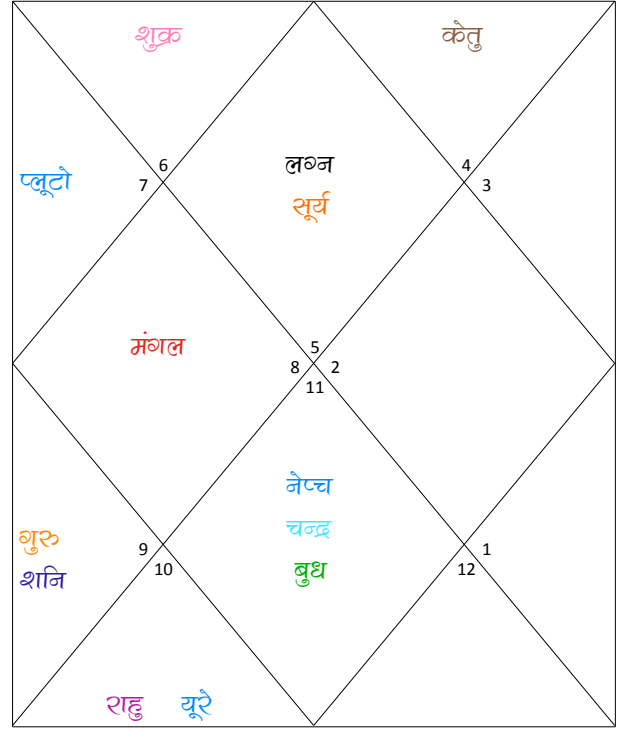 शुक्र केतु
6 4
प्लूटो 7 लग्न 3
सूर्य
मंगल 5
8 2
11
नेप्च
चन्द्र
गुरु 9 1
शनि 10 बुध 12
राहु यूरे